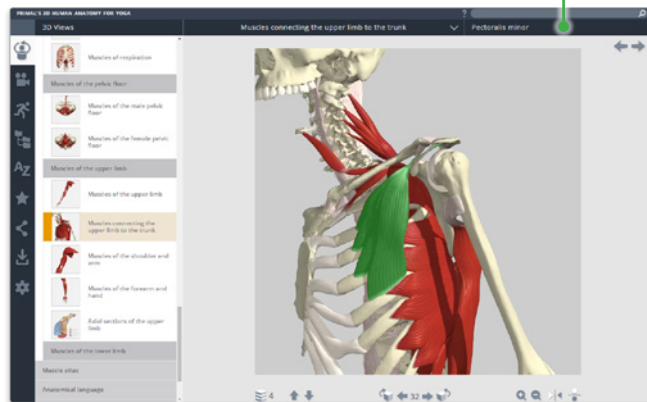 PRIMAL'S 3D HUMAN ANATOMY FOR YOGA
?
3D Views
Muscles connecting the upper limb to the trunk
Pectoralis minor
Muscles of respiration
Muscles of the pelvic floor
Muscles of the male pelvic
floor
Muscles of the female pelvic
floor
Muscles of the upper limb
Muscles of the upper limb
Muscles connecting the
upper limb to the trunk
Muscles of the shoulder and
arm
Muscles of the forearm and
hand
Axial sections of the upper
limb
Muscles of the lower limb
Muscle atlas
Anatomical language
AZ
4
32